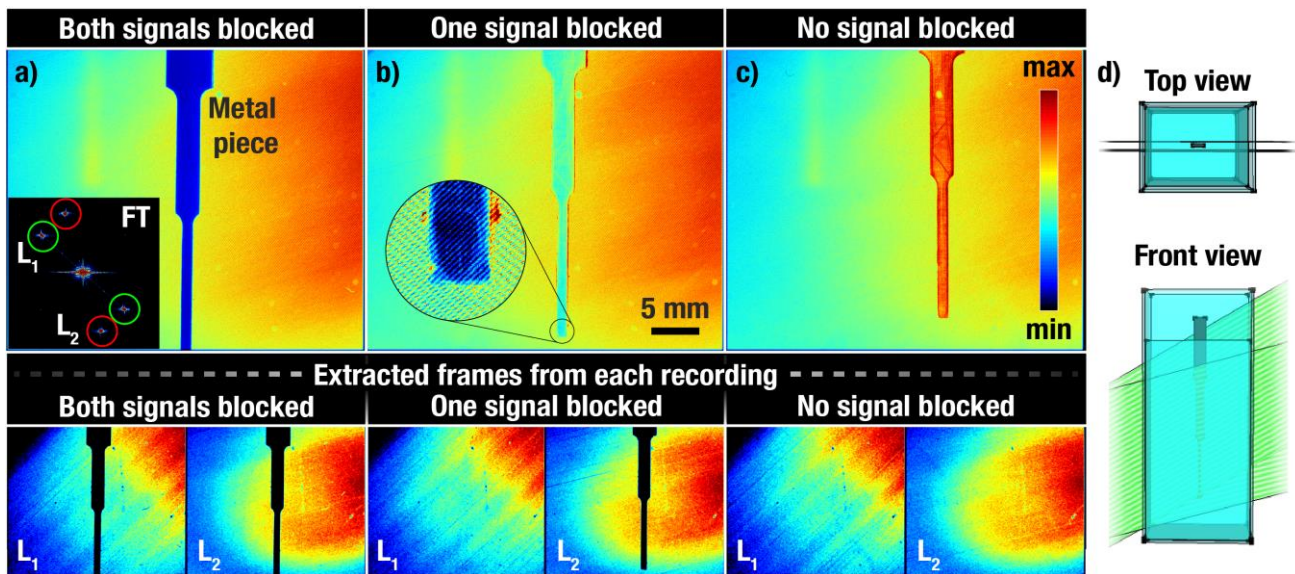 Both signals blocked
One signal blocked
No signal blocked
a)
Metal
piece
FT
L1
L2
b)
5 mm
c)
max
min
d)
Top view
Front view
Extracted frames from each recording
Both signals blocked
One signal blocked
No signal blocked
L1
L2
L1
L2
L1
L2